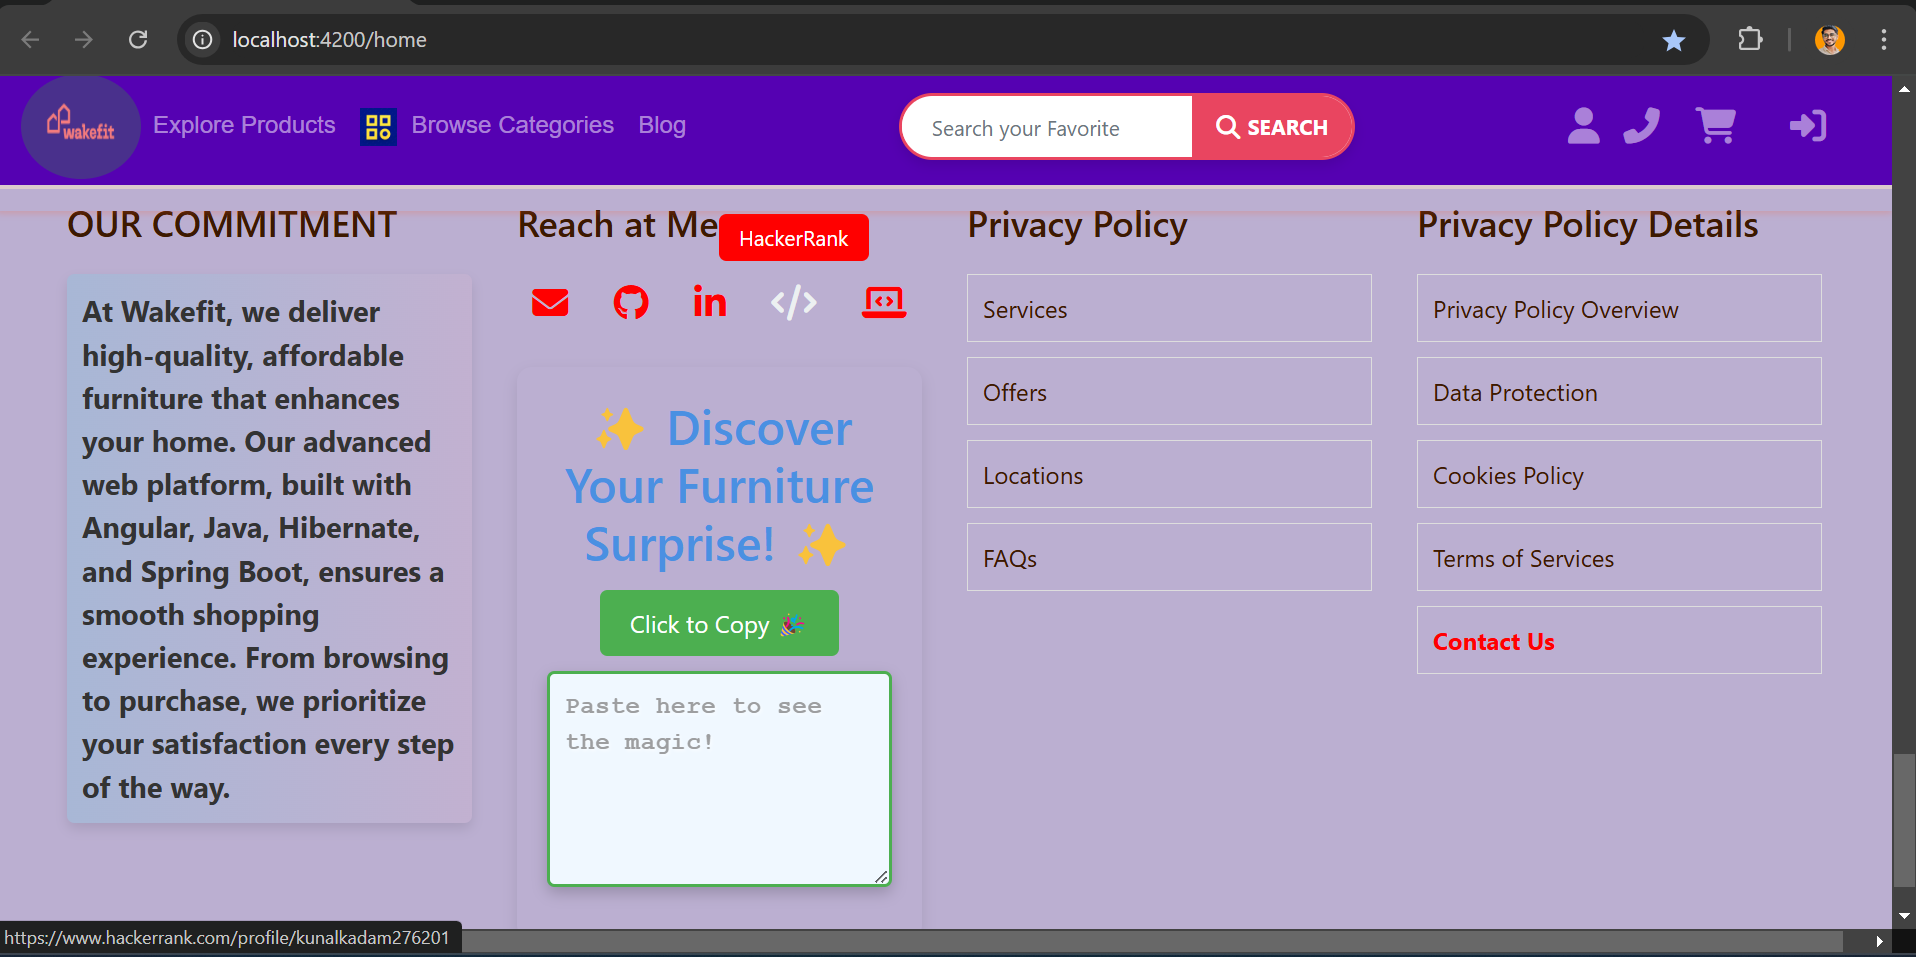 localhost:4200/home
wakefit
Explore Products
Browse Categories
Blog
Search your Favorite
SEARCH
OUR COMMITMENT
At Wakefit, we deliver
high-quality, affordable
furniture that enhances
your home. Our advanced
web platform, built with
Angular, Java, Hibernate,
and Spring Boot, ensures a
smooth shopping
experience. From browsing
to purchase, we prioritize
your satisfaction every step
of the way.
Reach at Me
HackerRank
✨ Discover
Your Furniture
Surprise! ✨
Click to Copy 🎉
Paste here to see
the magic!
Privacy Policy
Services
Offers
Locations
FAQs
Privacy Policy Details
Privacy Policy Overview
Data Protection
Cookies Policy
Terms of Services
Contact Us
https://www.hackerrank.com/profile/kunalkadam276201